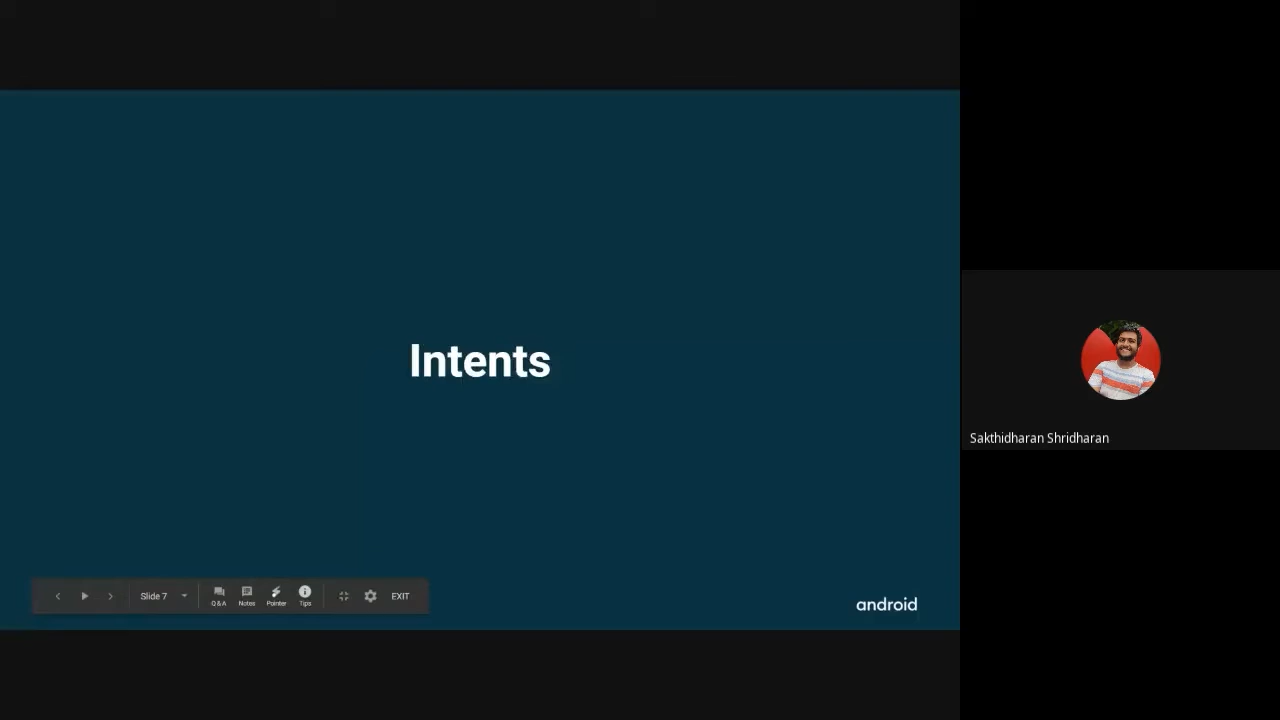 Intents
Slide 7
Q&A
Notes
Pointer
Tips
EXIT
android
Sakthidharan Shridharan